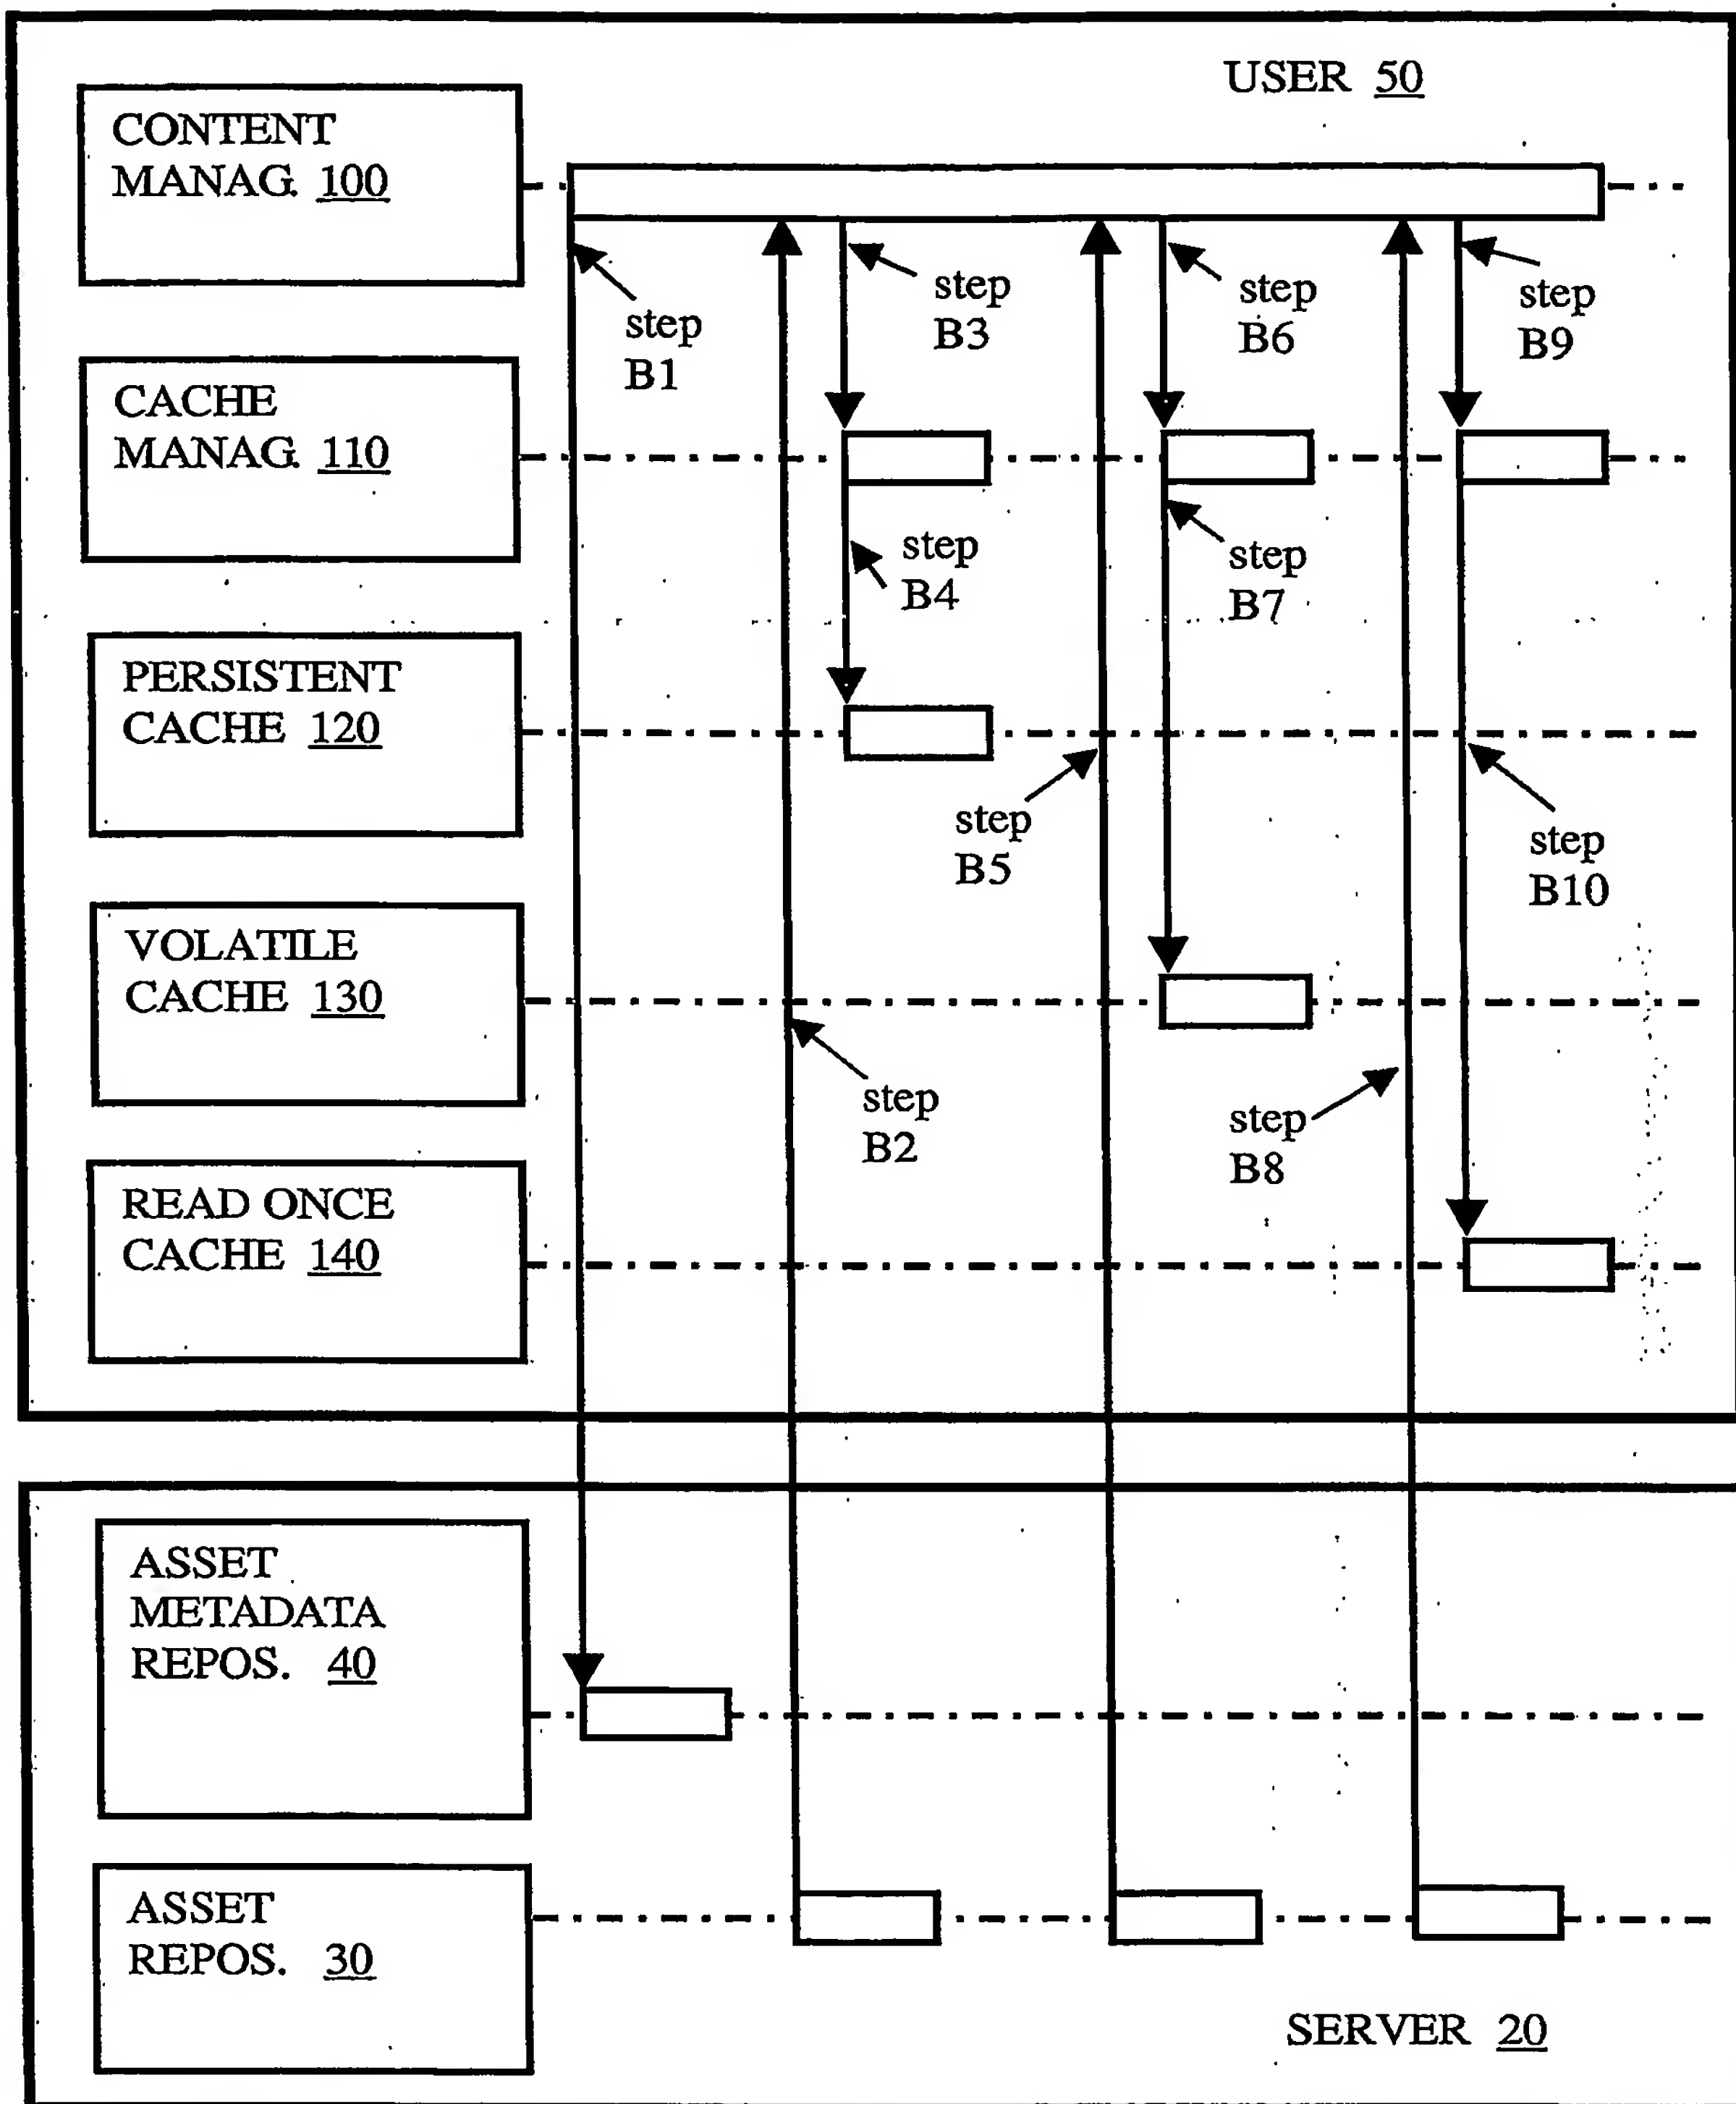 USER 50
CONTENT
MANAG. 100
step
B1
step
B3
step
B6
step
B9
CACHE
MANAG. 110
step
B4
step
B7
PERSISTENT
CACHE 120
step
B5
step
B10
VOLATILE
CACHE 130
step
B2
step
B8
READ ONCE
CACHE 140
ASSET
METADATA
REPOS. 40
ASSET
REPOS. 30
SERVER 20